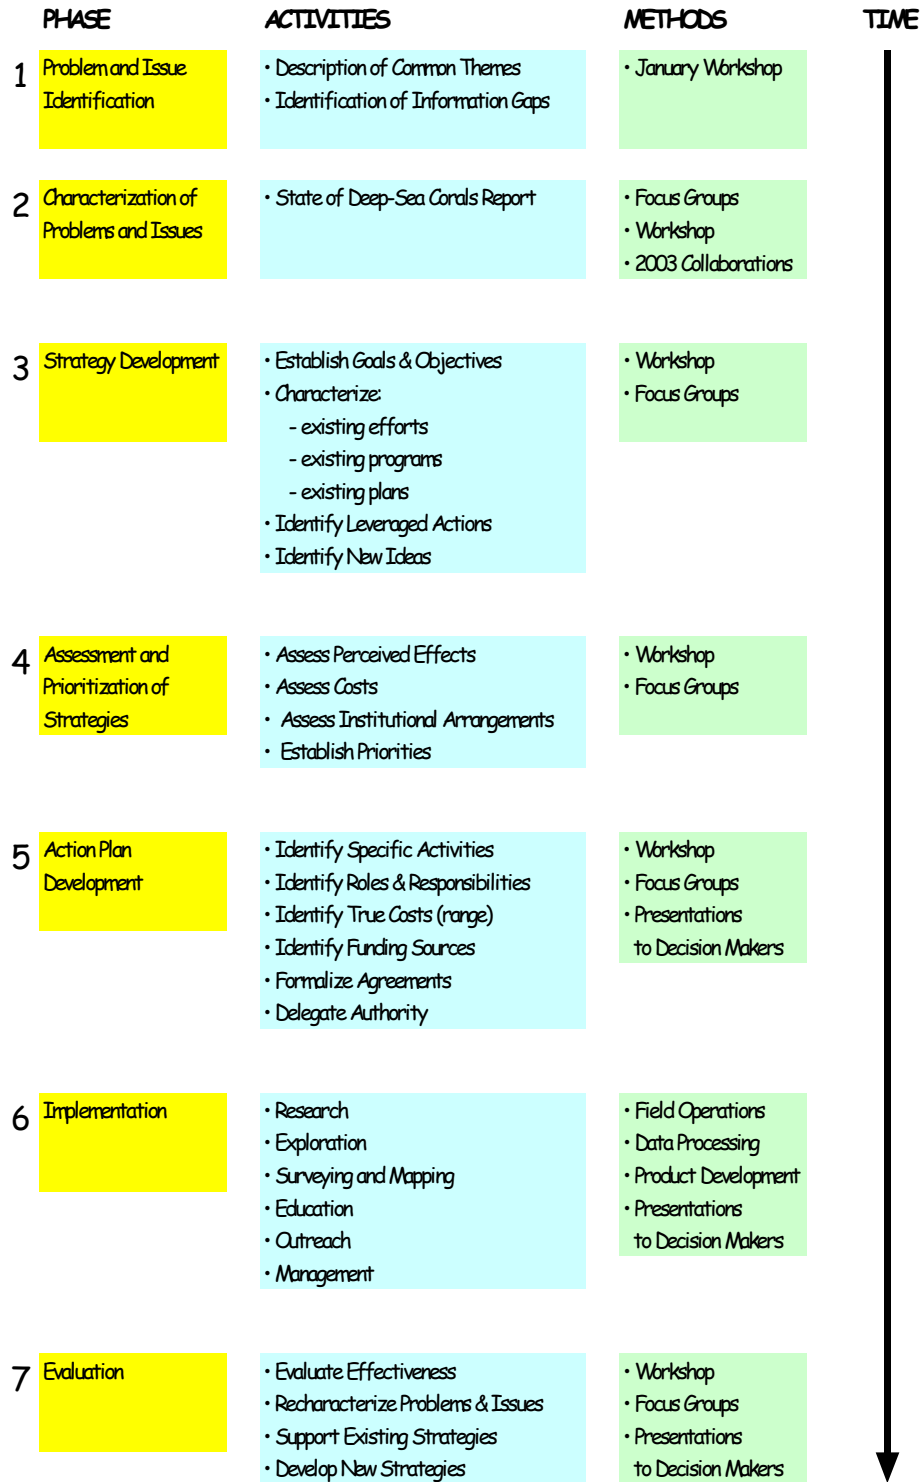 PHASE ACTIVITIES METHODS TIME
1 Problem and Issue
Identification
• Description of Common Themes
• Identification of Information Gaps
• January Workshop
2 Characterization of
Problems and Issues
• State of Deep-Sea Corals Report
• Focus Groups
• Workshop
• 2003 Collaborations
3 Strategy Development
• Establish Goals & Objectives
• Characterize:
- existing efforts
- existing programs
- existing plans
• Identify Leveraged Actions
• Identify New Ideas
• Workshop
• Focus Groups
4 Assessment and
Prioritization of
Strategies
• Assess Perceived Effects
• Assess Costs
• Assess Institutional Arrangements
• Establish Priorities
• Workshop
• Focus Groups
5 Action Plan
Development
• Identify Specific Activities
• Identify Roles & Responsibilities
• Identify True Costs (range)
• Identify Funding Sources
• Formalize Agreements
• Delegate Authority
• Workshop
• Focus Groups
• Presentations
to Decision Makers
6 Implementation
• Research
• Exploration
• Surveying and Mapping
• Education
• Outreach
• Management
• Field Operations
• Data Processing
• Product Development
• Presentations
to Decision Makers
7 Evaluation
• Evaluate Effectiveness
• Recharacterize Problems & Issues
• Support Existing Strategies
• Develop New Strategies
• Workshop
• Focus Groups
• Presentations
to Decision Makers